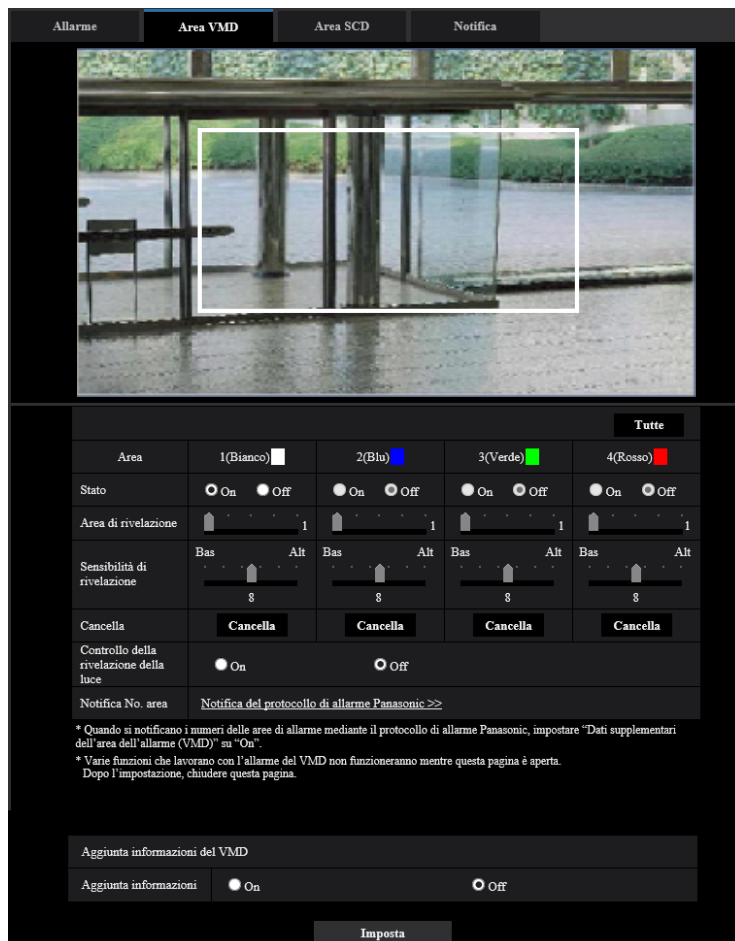 Allarme Area VMD Area SCD Notifica
Tutte
Area 1(Bianco) 2(Blu) 3(Verde) 4(Rosso)
Stato On Off On Off On Off On Off
Area di rivelazione 1 1 1 1
Bas Alt Bas Alt Bas Alt Bas Alt
Sensibilità di
rivelazione
8 8 8 8
Cancella Cancella Cancella Cancella Cancella
Controllo della
rivelazione della
luce
On Off
Notifica No. area Notifica del protocollo di allarme Panasonic >>
* Quando si notificano i numeri delle aree di allarme mediante il protocollo di allarme Panasonic, impostare “Dati supplementari
dell’area dell’allarme (VMD)” su “On”.
* Varie funzioni che lavorano con l’allarme del VMD non funzioneranno mentre questa pagina è aperta.
Dopo l’impostazione, chiudere questa pagina.
Aggiunta informazioni del VMD
Aggiunta informazioni On Off
Imposta